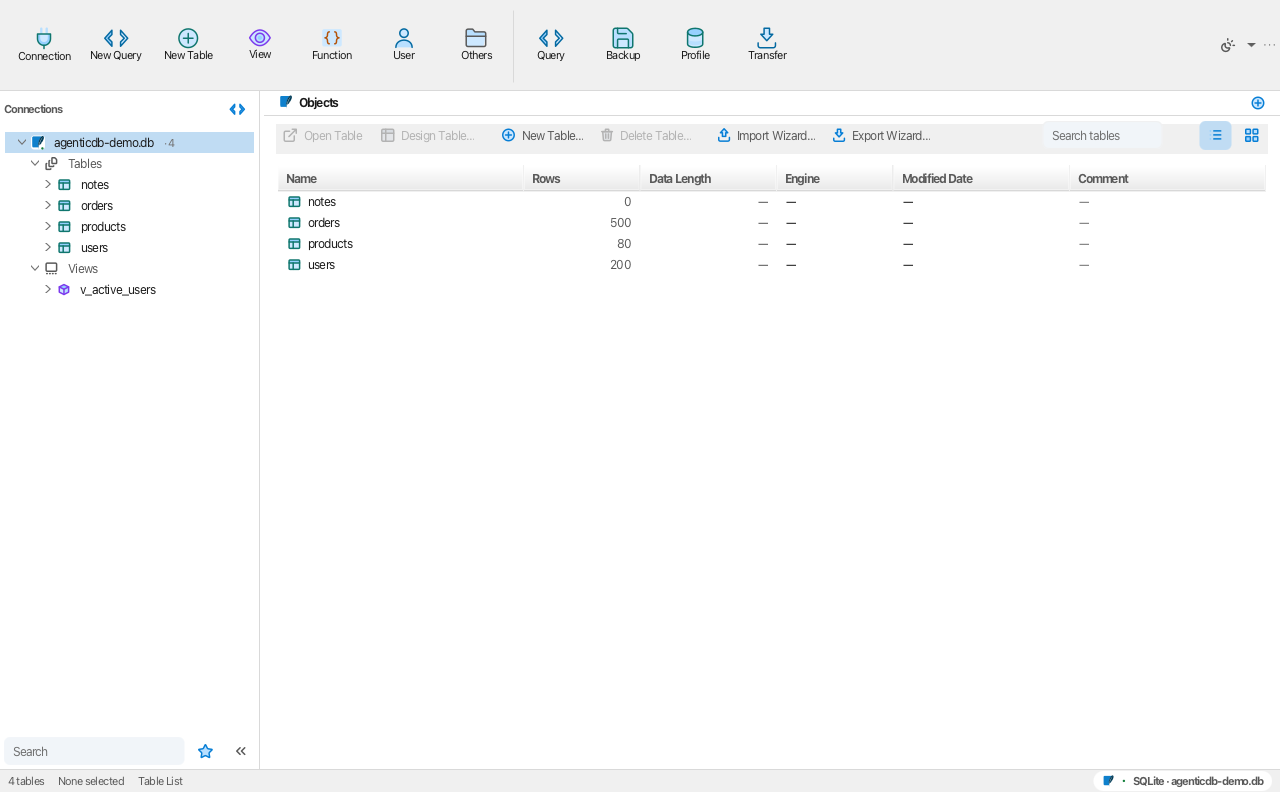 Connection
New Query
New Table
View
Function
User
Others
Query
Backup
Profile
Transfer
Connections
Objects
agenticdb-demo.db · 4
Tables
notes
orders
products
users
Views
v_active_users
Open Table
Design Table...
New Table...
Delete Table...
Import Wizard...
Export Wizard...
Search tables
Name Rows Data Length Engine Modified Date Comment
notes 0 — — — —
orders 500 — — — —
products 80 — — — —
users 200 — — — —
Search
4 tables None selected Table List
SQLite · agenticdb-demo.db